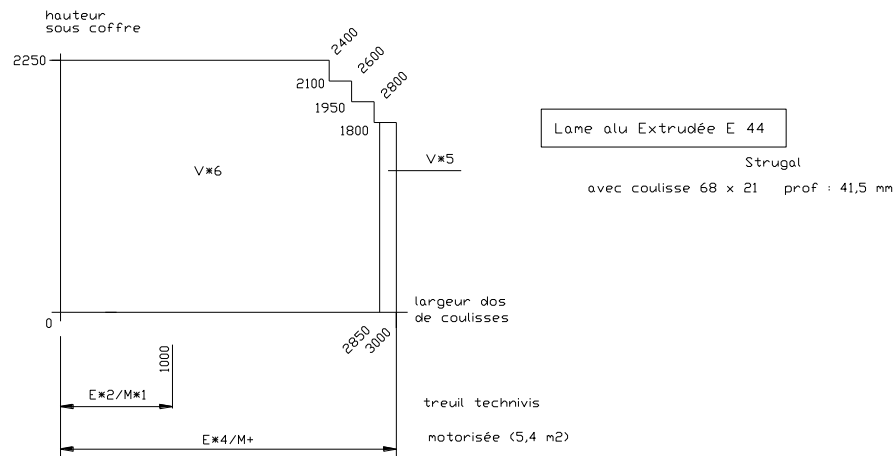 hauteur
sous coffre
2250
2400
2600
2800
2100
1950
1800
V*6
V*5
Lame alu Extrudée E 44
Strugal
avec coulisse 68 x 21 prof : 41,5 mm
largeur dos
de coulisses
0
2850
3000
1000
E*2/M*1
treuil technivis
E*4/M+
motorisée (5,4 m2)